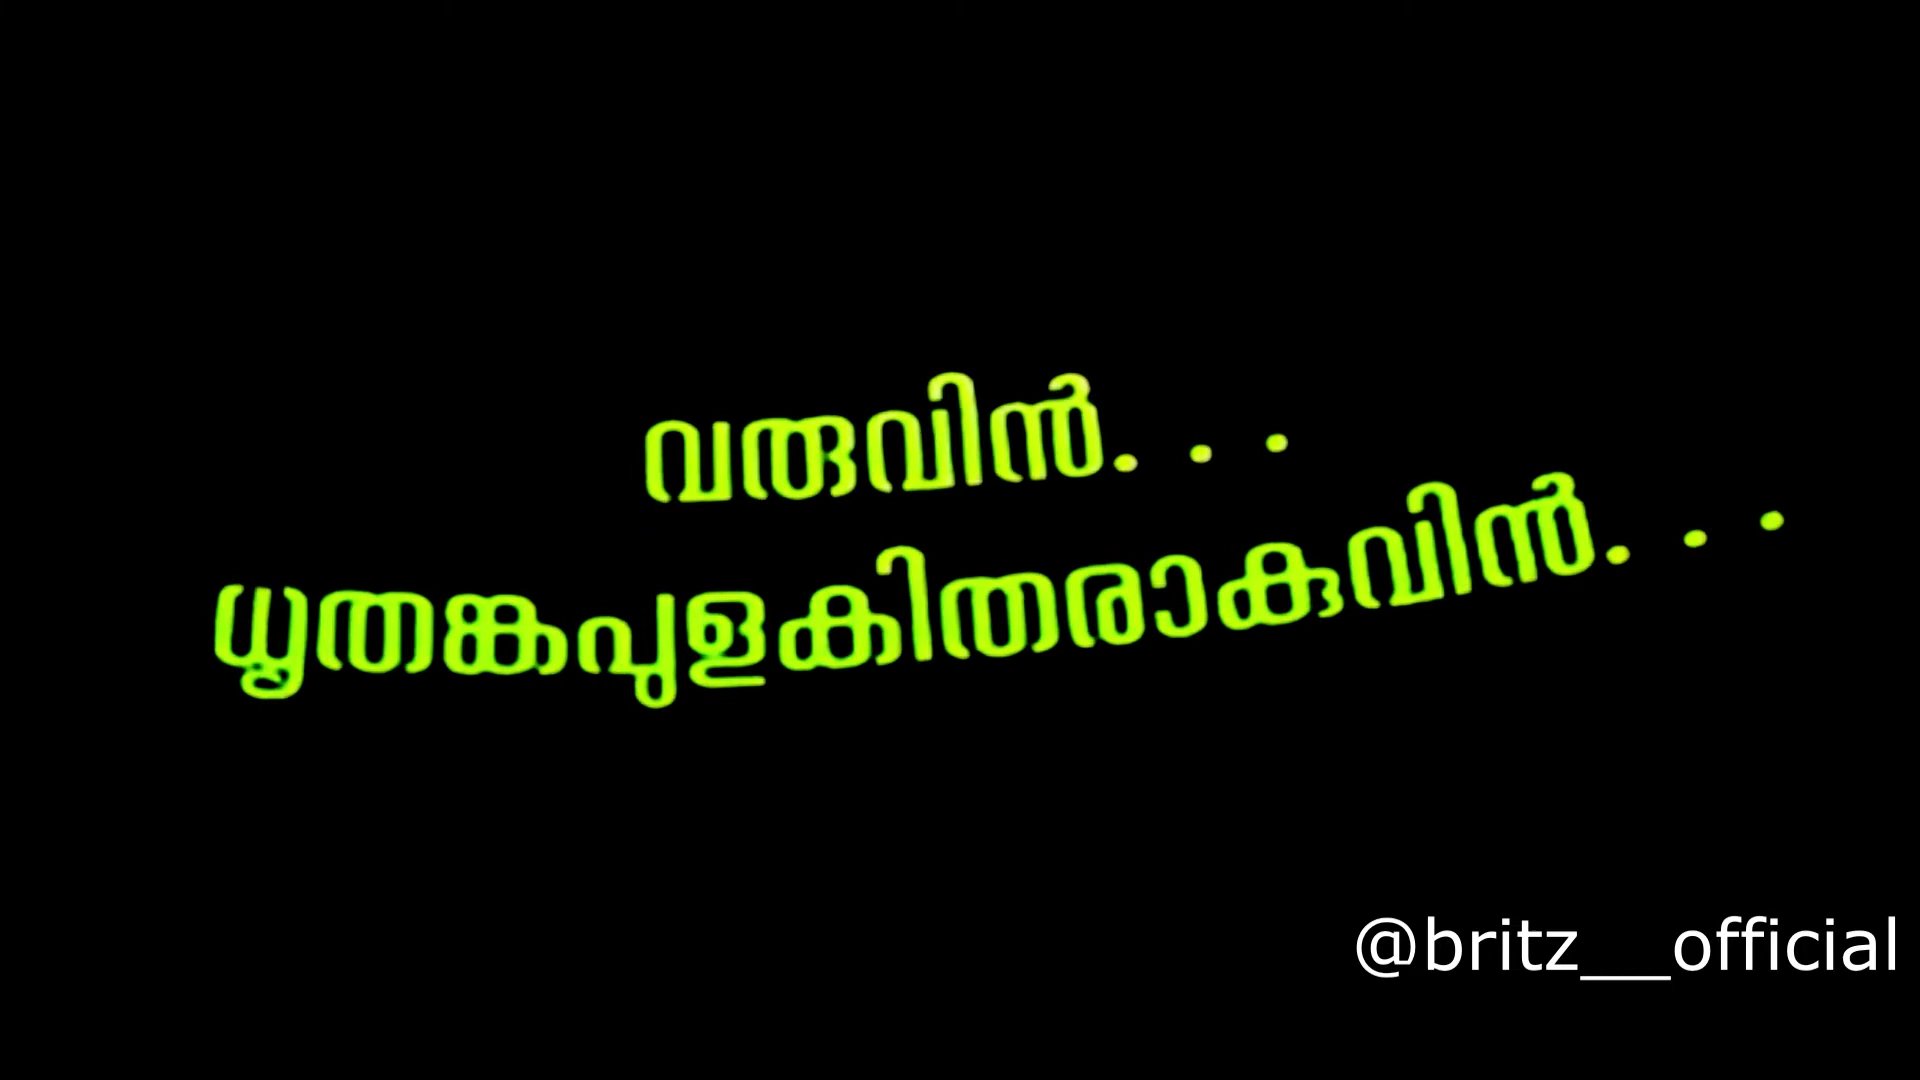 വരുവിൻ. . .
ധൃതങ്കപുളകിതരാകുവിൻ. . .
@britz__official